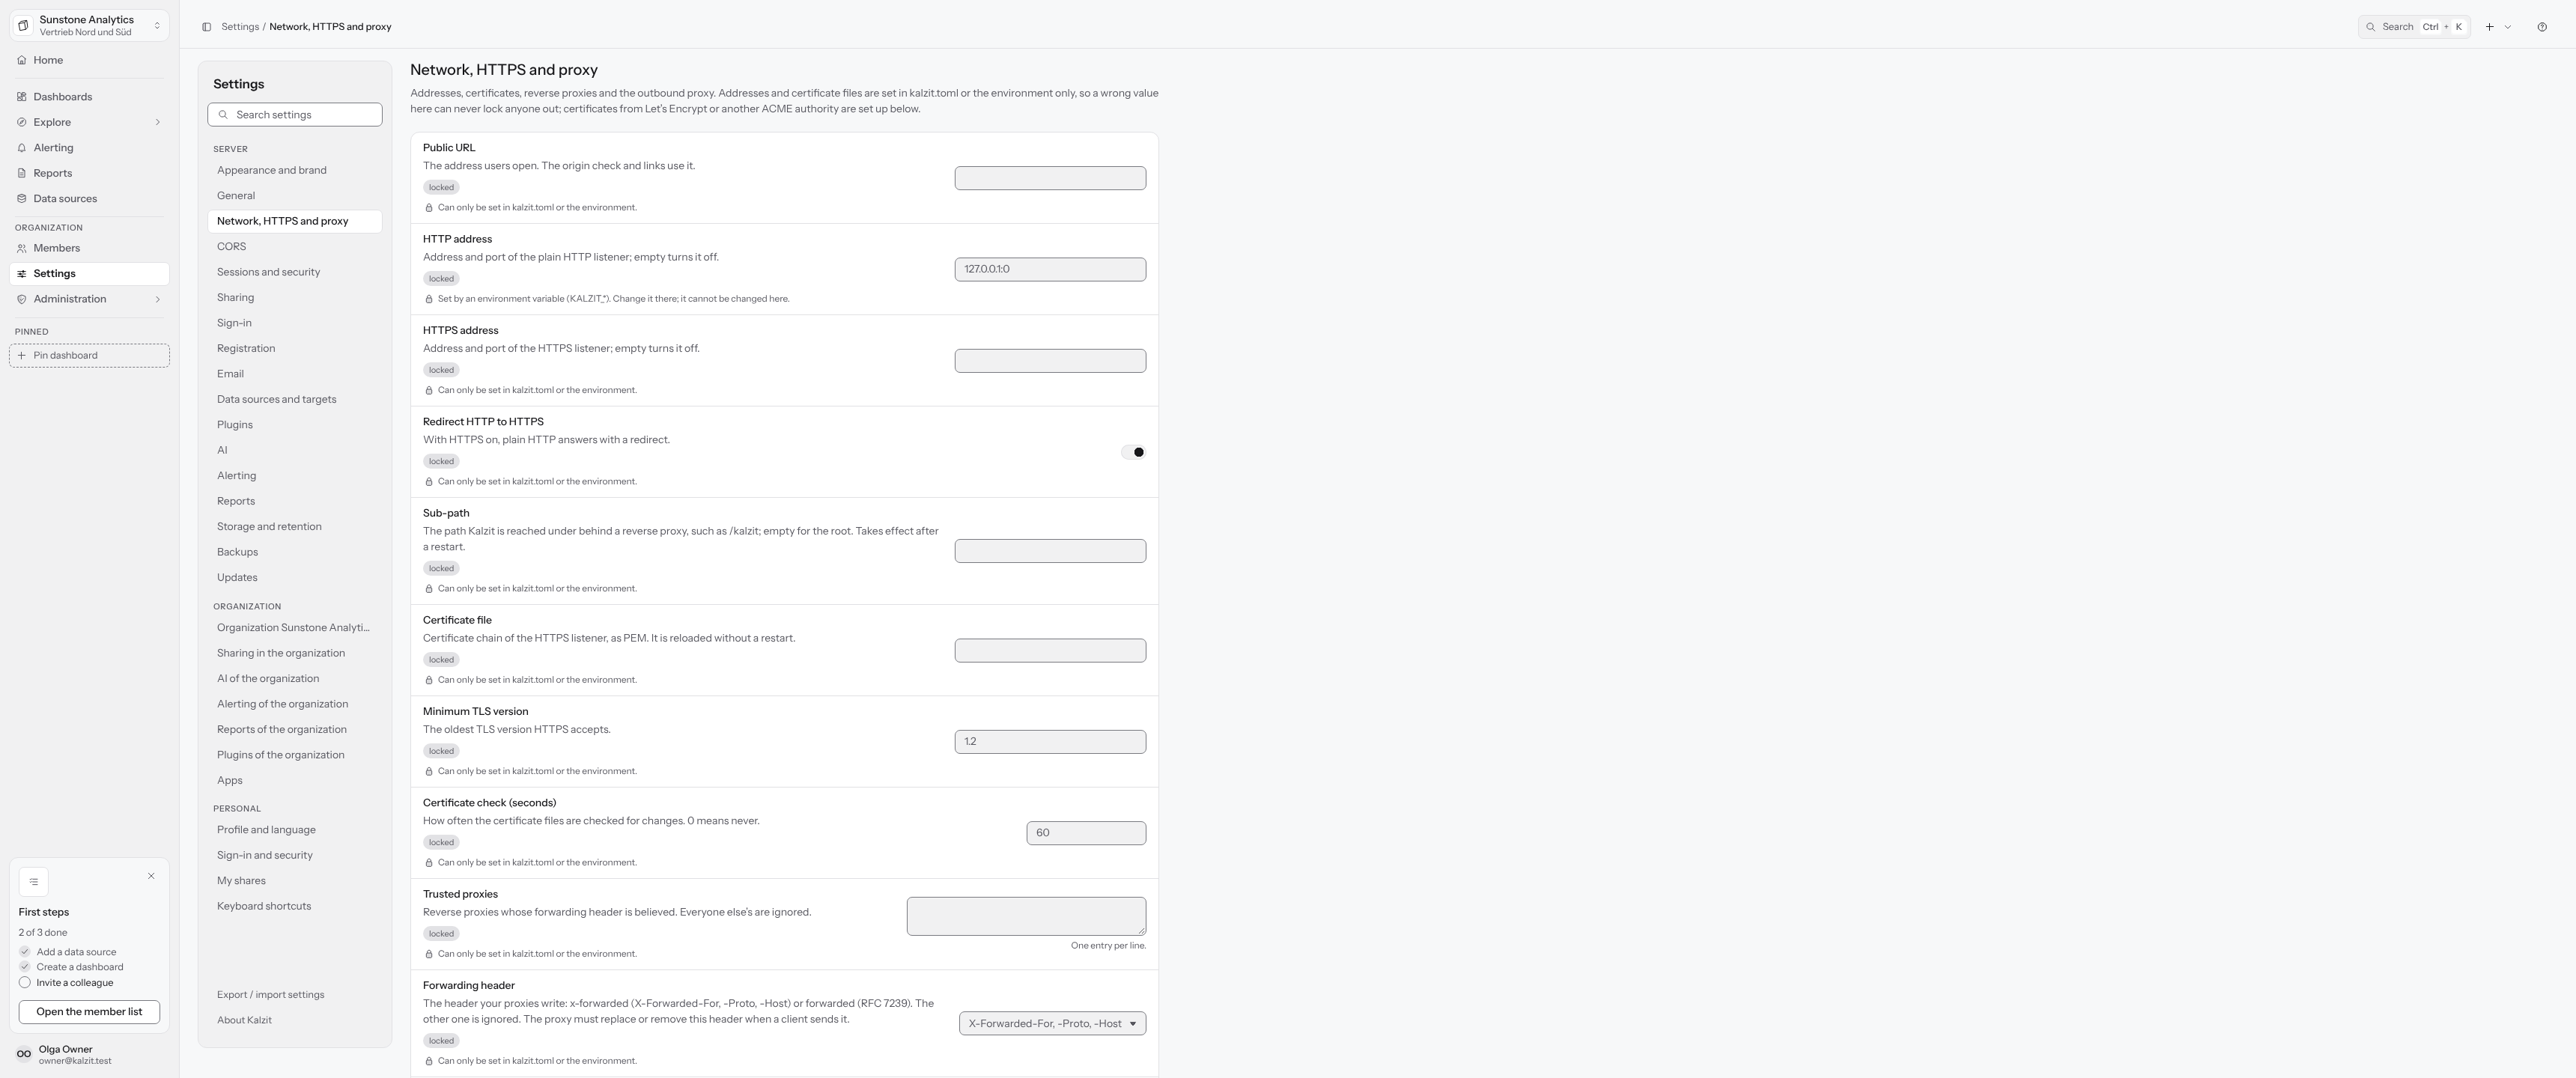 Sunstone Analytics
Vertrieb Nord und Süd
Home
Dashboards
Explore
Alerting
Reports
Data sources
ORGANIZATION
Members
Settings
Administration
PINNED
Pin dashboard
First steps
2 of 3 done
Add a data source
Create a dashboard
Invite a colleague
Open the member list
OO
Olga Owner
owner@kalzit.test
Settings / Network, HTTPS and proxy
Search Ctrl + K
Settings
Search settings
SERVER
Appearance and brand
General
Network, HTTPS and proxy
CORS
Sessions and security
Sharing
Sign-in
Registration
Email
Data sources and targets
Plugins
AI
Alerting
Reports
Storage and retention
Backups
Updates
ORGANIZATION
Organization Sunstone Analyti...
Sharing in the organization
AI of the organization
Alerting of the organization
Reports of the organization
Plugins of the organization
Apps
PERSONAL
Profile and language
Sign-in and security
My shares
Keyboard shortcuts
Export / import settings
About Kalzit
Network, HTTPS and proxy
Addresses, certificates, reverse proxies and the outbound proxy. Addresses and certificate files are set in kalzit.toml or the environment only, so a wrong value
here can never lock anyone out; certificates from Let's Encrypt or another ACME authority are set up below.
Public URL
The address users open. The origin check and links use it.
locked
Can only be set in kalzit.toml or the environment.
HTTP address
Address and port of the plain HTTP listener; empty turns it off.
127.0.0.1:0
locked
Set by an environment variable (KALZIT_*). Change it there; it cannot be changed here.
HTTPS address
Address and port of the HTTPS listener; empty turns it off.
locked
Can only be set in kalzit.toml or the environment.
Redirect HTTP to HTTPS
With HTTPS on, plain HTTP answers with a redirect.
locked
Can only be set in kalzit.toml or the environment.
Sub-path
The path Kalzit is reached under behind a reverse proxy, such as /kalzit; empty for the root. Takes effect after
a restart.
locked
Can only be set in kalzit.toml or the environment.
Certificate file
Certificate chain of the HTTPS listener, as PEM. It is reloaded without a restart.
locked
Can only be set in kalzit.toml or the environment.
Minimum TLS version
The oldest TLS version HTTPS accepts.
1.2
locked
Can only be set in kalzit.toml or the environment.
Certificate check (seconds)
How often the certificate files are checked for changes. 0 means never.
60
locked
Can only be set in kalzit.toml or the environment.
Trusted proxies
Reverse proxies whose forwarding header is believed. Everyone else's are ignored.
locked
One entry per line.
Can only be set in kalzit.toml or the environment.
Forwarding header
The header your proxies write: x-forwarded (X-Forwarded-For, -Proto, -Host) or forwarded (RFC 7239). The
other one is ignored. The proxy must replace or remove this header when a client sends it.
X-Forwarded-For, -Proto, -Host
locked
Can only be set in kalzit.toml or the environment.